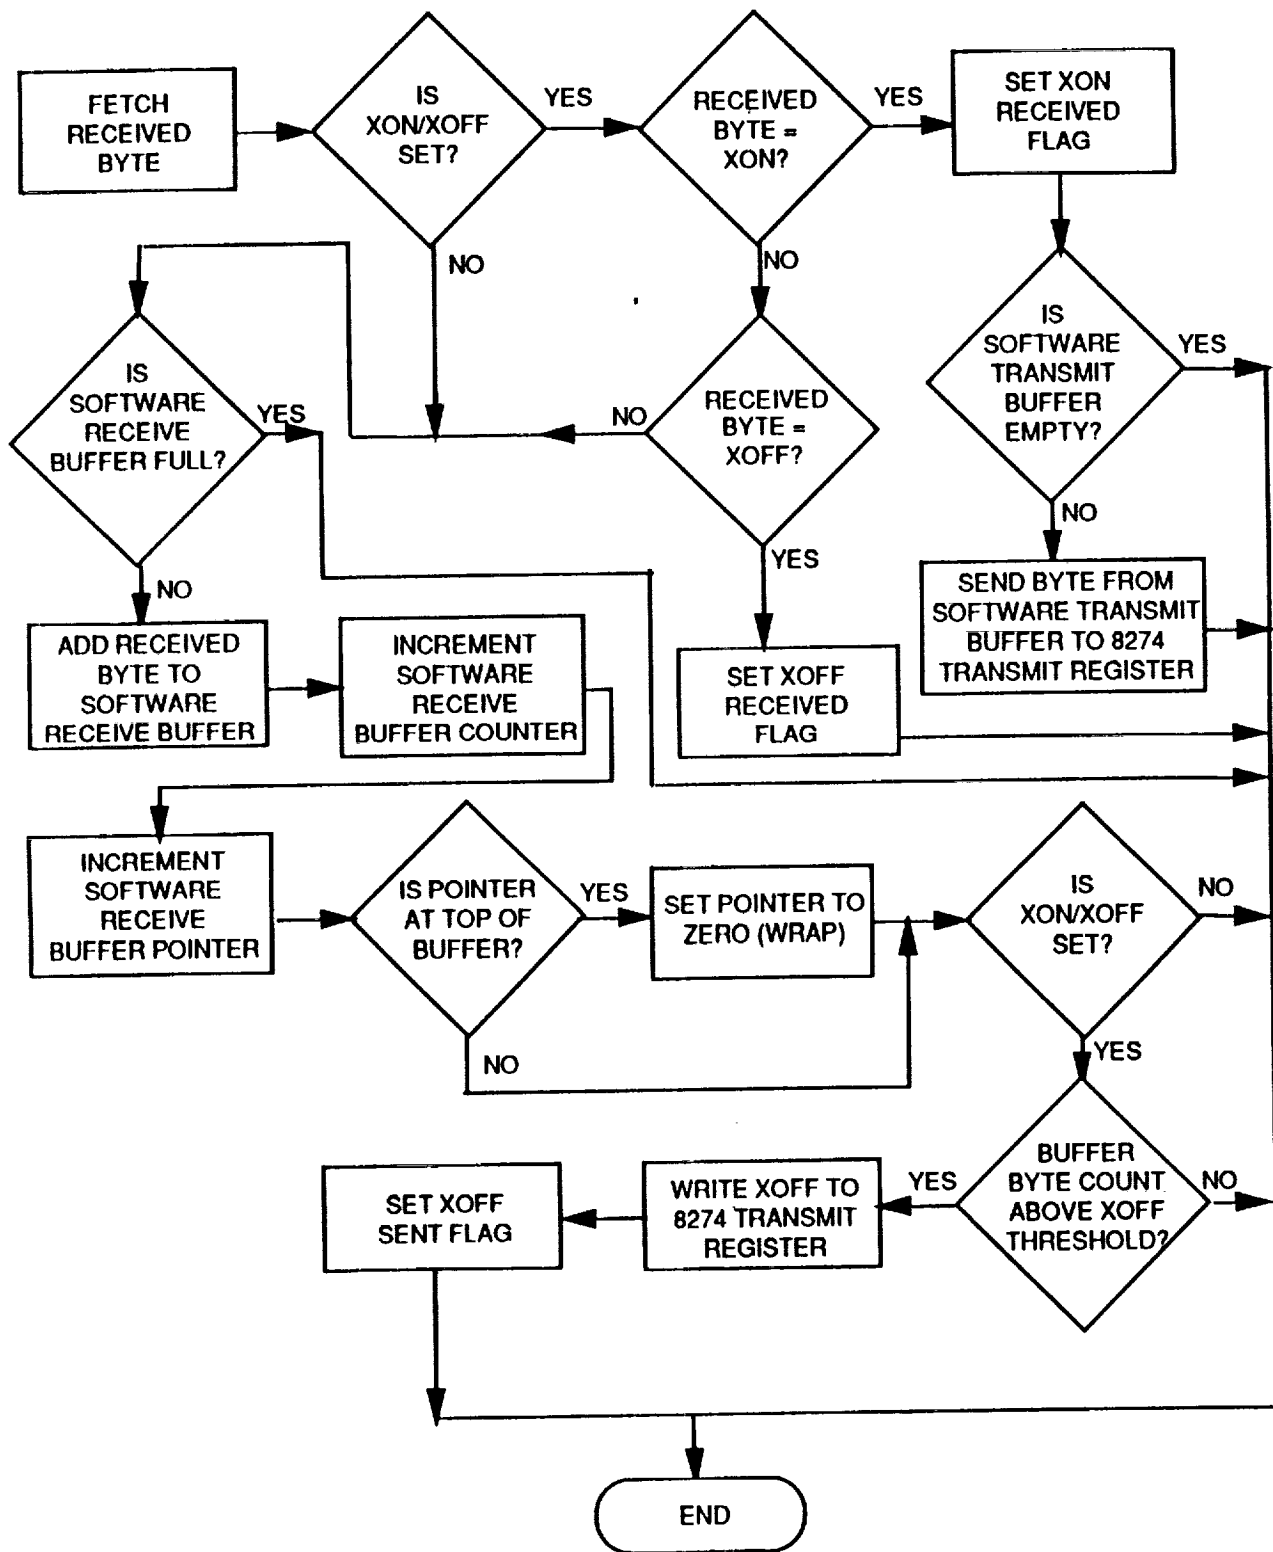 FETCH
RECEIVED
BYTE
IS
XON/XOFF
SET?
YES
NO
RECEIVED
BYTE =
XON?
YES
NO
SET XON
RECEIVED
FLAG
IS
SOFTWARE
TRANSMIT
BUFFER
EMPTY?
YES
NO
SEND BYTE FROM
SOFTWARE TRANSMIT
BUFFER TO 8274
TRANSMIT REGISTER
RECEIVED
BYTE =
XOFF?
NO
YES
SET XOFF
RECEIVED
FLAG
IS
SOFTWARE
RECEIVE
BUFFER FULL?
YES
NO
ADD RECEIVED
BYTE TO
SOFTWARE
RECEIVE BUFFER
INCREMENT
SOFTWARE
RECEIVE
BUFFER COUNTER
INCREMENT
SOFTWARE
RECEIVE
BUFFER POINTER
IS POINTER
AT TOP OF
BUFFER?
YES
NO
SET POINTER TO
ZERO (WRAP)
IS
XON/XOFF
SET?
NO
YES
BUFFER
BYTE COUNT
ABOVE XOFF
THRESHOLD?
NO
YES
WRITE XOFF TO
8274 TRANSMIT
REGISTER
SET XOFF
SENT FLAG
END